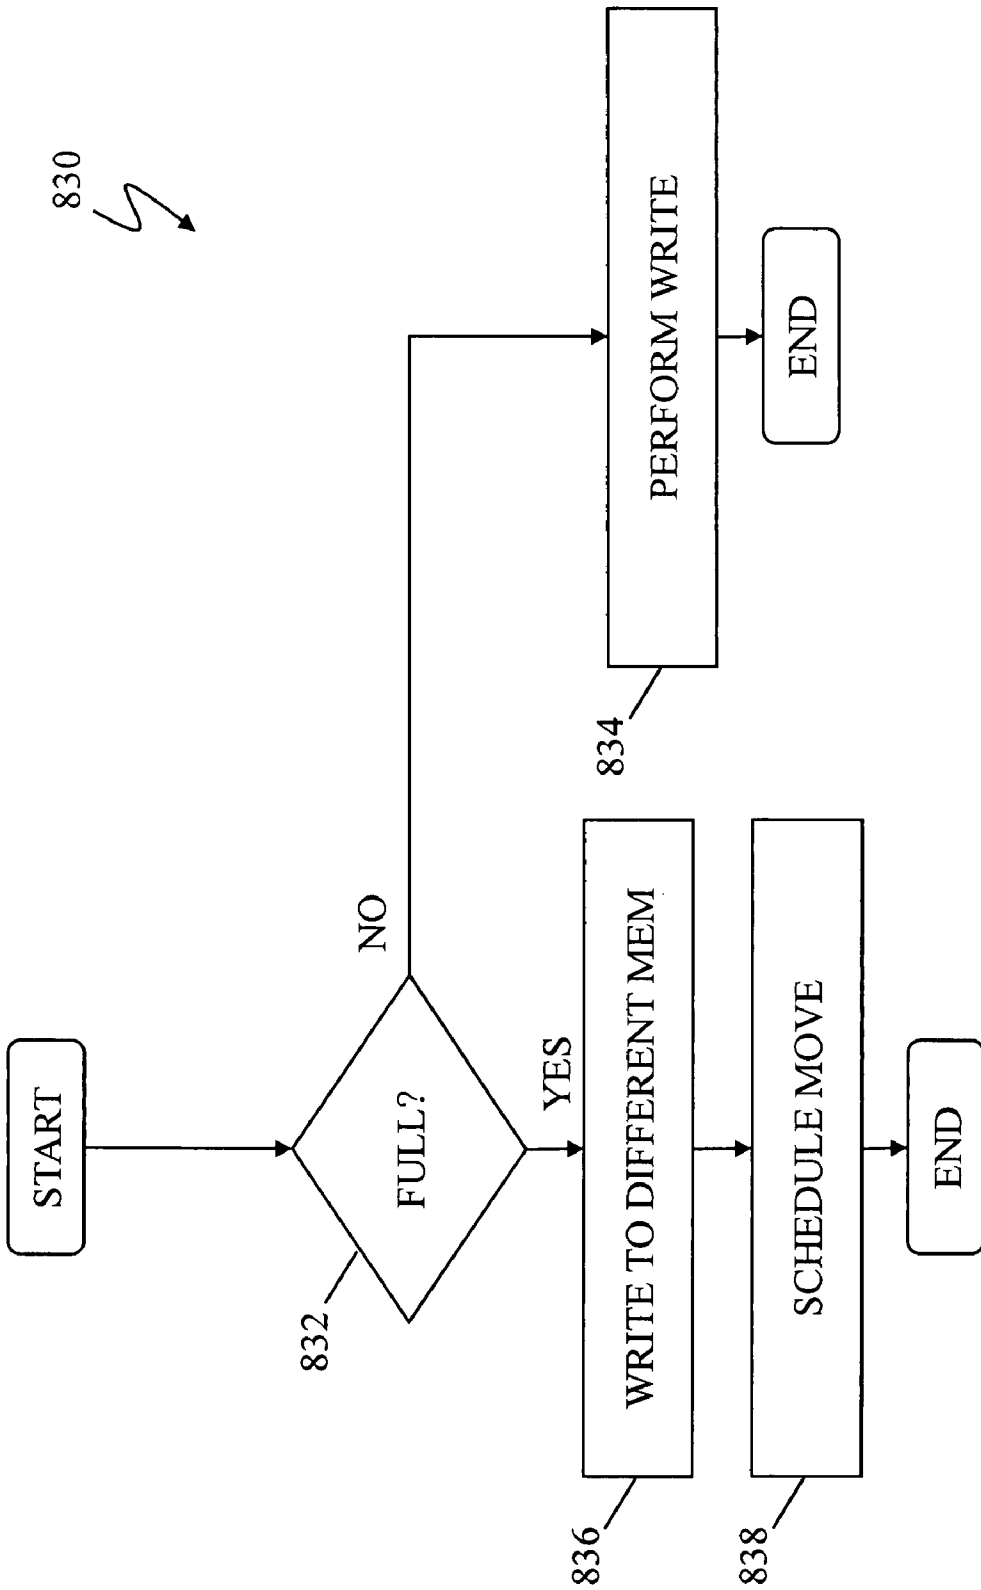 830
START
832
FULL?
NO
YES
836
WRITE TO DIFFERENT MEM
834
PERFORM WRITE
838
SCHEDULE MOVE
END
END